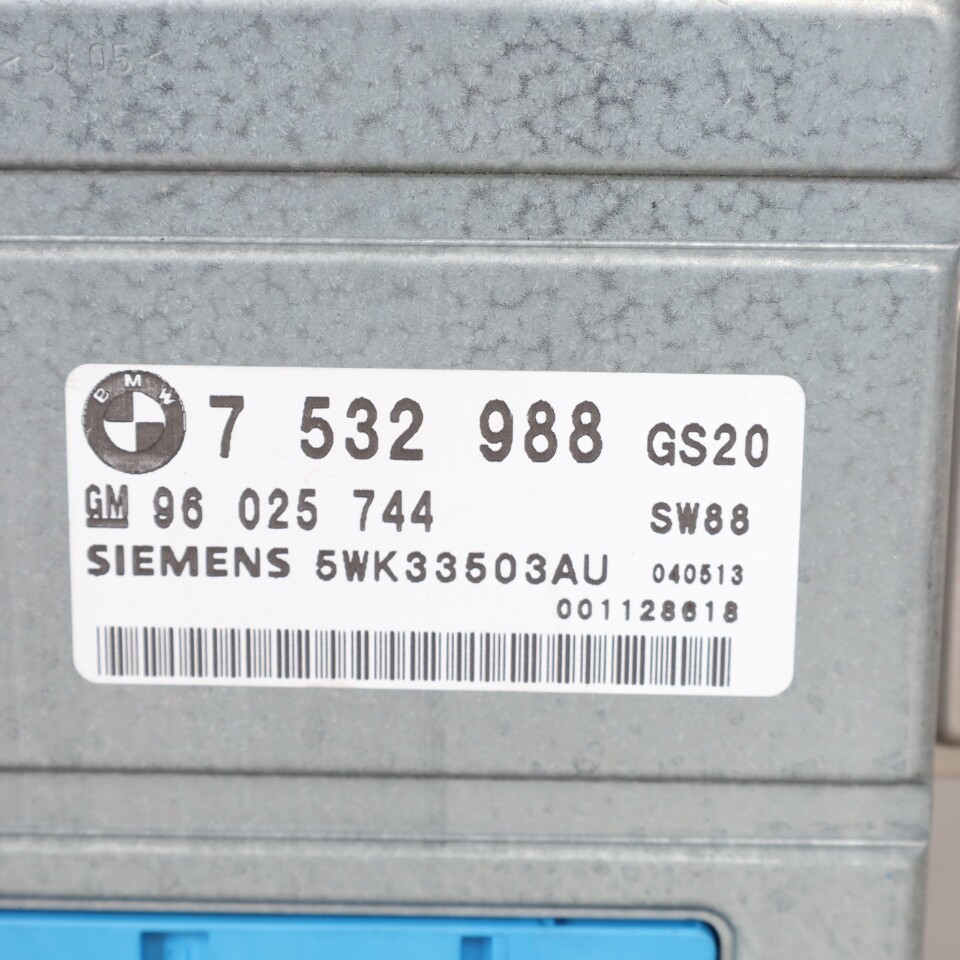 BMW 7 532 988 GS20
GM 96 025 744 SW88
SIEMENS 5WK33503AU 040513
001128618